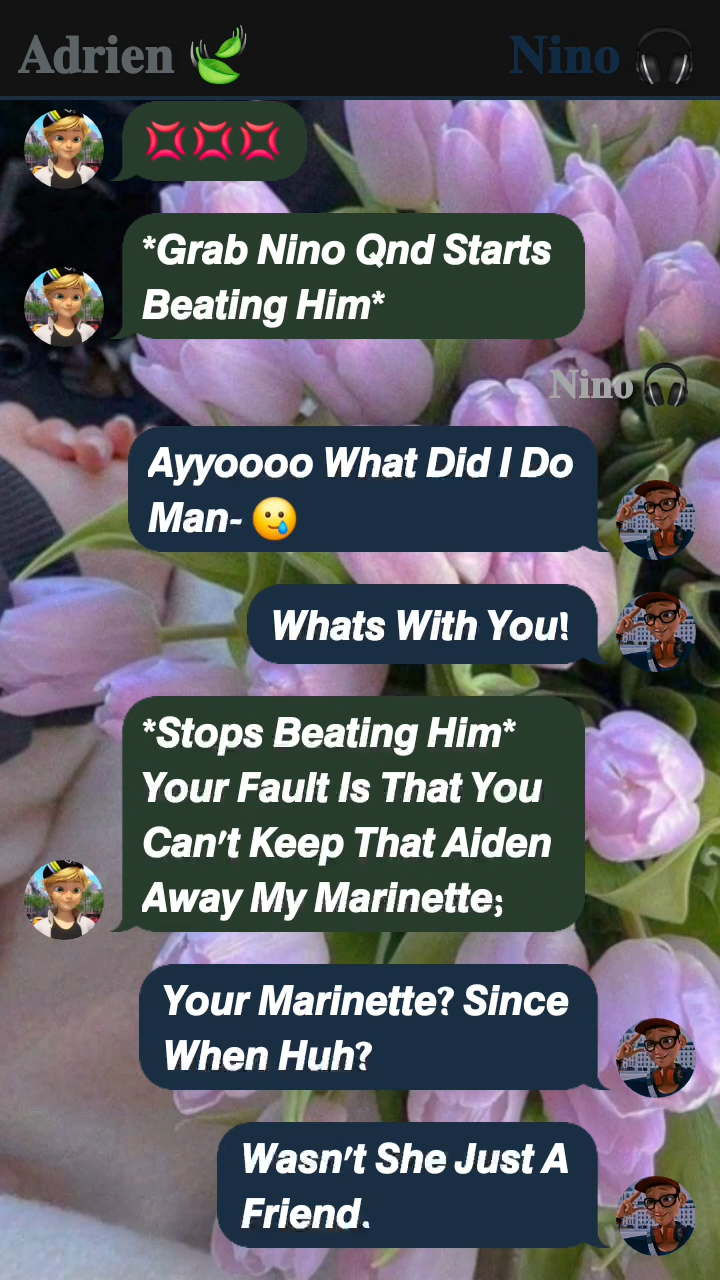 Adrien 🍃 Nino 🎧
💢💢💢
*Grab Nino Qnd Starts
Beating Him*
Nino 🎧
Ayyoooo What Did I Do
Man- 🥲
Whats With You!
*Stops Beating Him*
Your Fault Is That You
Can't Keep That Aiden
Away My Marinette;
Your Marinette? Since
When Huh?
Wasn't She Just A
Friend.